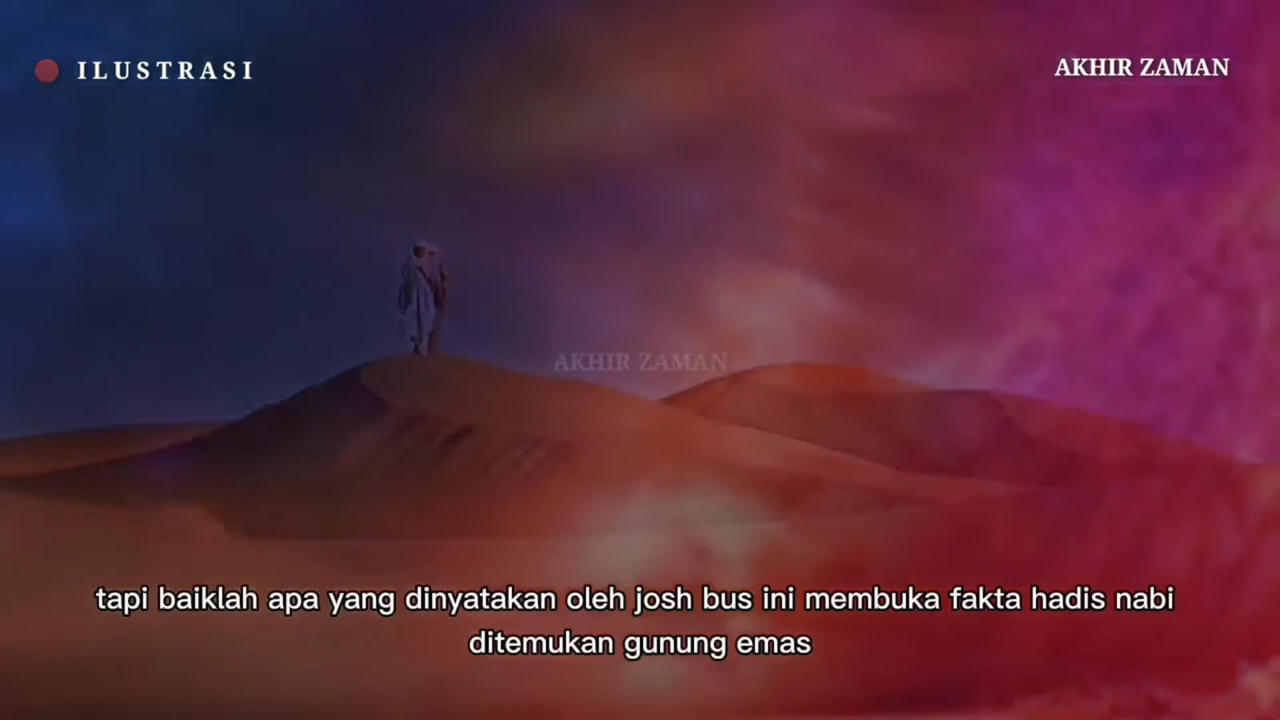 ILUSTRASI
AKHIR ZAMAN
AKHIR ZAMAN
tapi baiklah apa yang dinyatakan oleh josh bus ini membuka fakta hadis nabi
ditemukan gunung emas